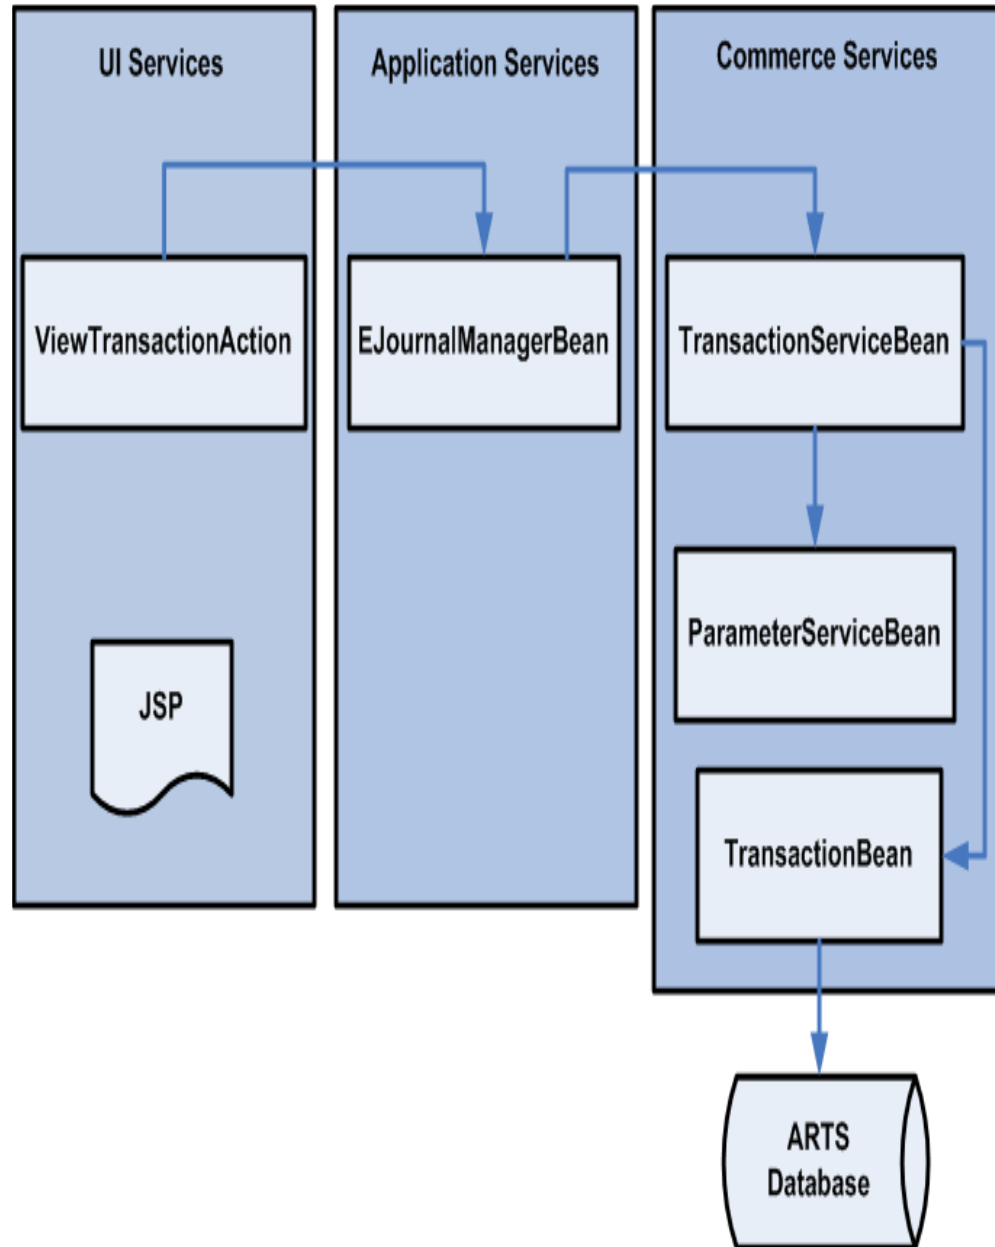 UI Services
Application Services
Commerce Services
ViewTransactionAction
EJournalManagerBean
TransactionServiceBean
ParameterServiceBean
JSP
TransactionBean
ARTS
Database